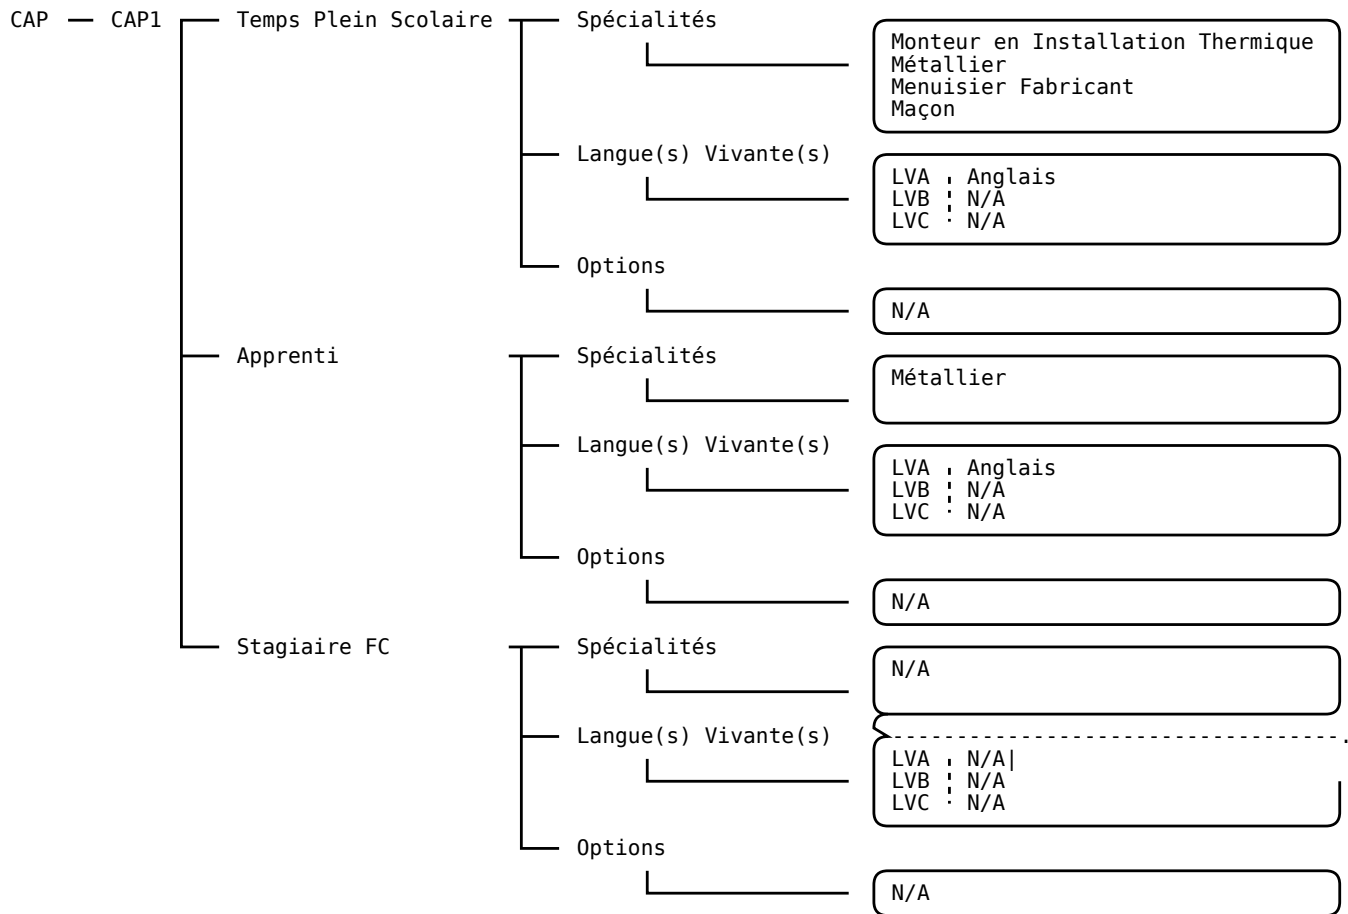 CAP CAP1 Temps Plein Scolaire Spécialités
Monteur en Installation Thermique
Métallier
Menuisier Fabricant
Maçon
Langue(s) Vivante(s)
LVA Anglais
LVB N/A
LVC N/A
Options
N/A
Apprenti Spécialités
Métallier
Langue(s) Vivante(s)
LVA Anglais
LVB N/A
LVC N/A
Options
N/A
Stagiaire FC Spécialités
N/A
Langue(s) Vivante(s)
LVA N/A|
LVB N/A
LVC N/A
Options
N/A